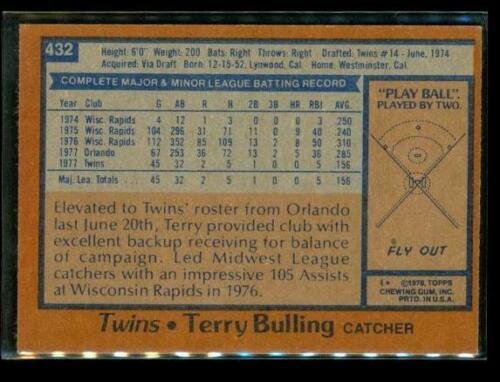 432
Height: 6'0" Weight: 200 Bats: Right Throws: Right Drafted: Twins #14 - June, 1974
Acquired: Via Draft Born: 12-15-52, Lynwood, Cal. Home: Westminster, Cal.
COMPLETE MAJOR & MINOR LEAGUE BATTING RECORD
Year Club G AB R H 2B 3B HR RBI AVG.
1974 Wisc. Rapids 4 12 1 3 0 0 0 2 .250
1975 Wisc. Rapids 104 296 31 71 11 0 9 40 .240
1976 Wisc. Rapids 112 352 85 109 13 2 8 50 .310
1977 Orlando 67 253 36 72 13 2 5 36 .285
1977 Twins 45 32 2 5 1 0 0 5 .156
Maj. Lea. Totals . . . 45 32 2 5 1 0 0 5 .156
"PLAY BALL".
PLAYED BY TWO.
FLY OUT
Elevated to Twins' roster from Orlando
last June 20th, Terry provided club with
excellent backup receiving for balance
of campaign. Led Midwest League
catchers with an impressive 105 Assists
at Wisconsin Rapids in 1976.
©1978, TOPPS
CHEWING GUM, INC.
PRTD. IN U.S.A.
Twins • Terry Bulling CATCHER